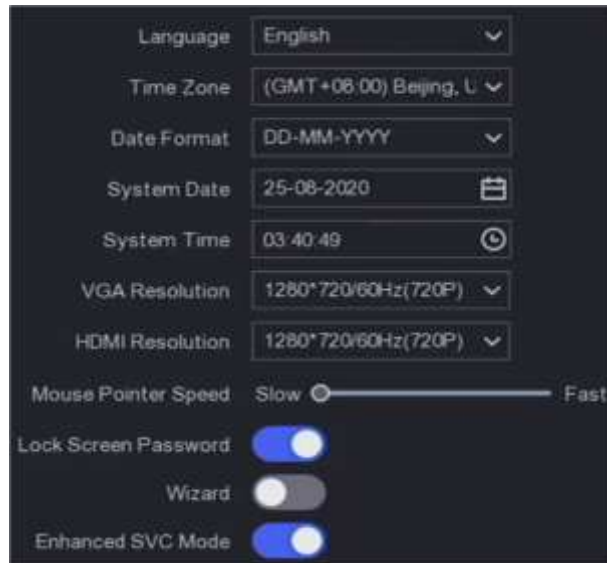 Language English
Time Zone (GMT+08:00) Beijing, U
Date Format DD-MM-YYYY
System Date 25-08-2020
System Time 03:40:49
VGA Resolution 1280*720/60Hz(720P)
HDMI Resolution 1280*720/60Hz(720P)
Mouse Pointer Speed Slow Fast
Lock Screen Password
Wizard
Enhanced SVC Mode